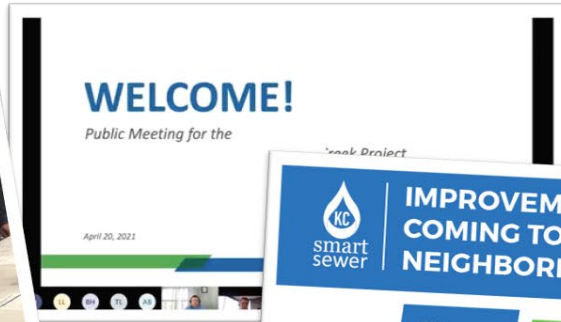 WELCOME!
Public Meeting for the
Creek Project
April 20, 2021
LL BH TL AB
KC
smart
sewer
IMPROVEM
COMING TO
NEIGHBOR